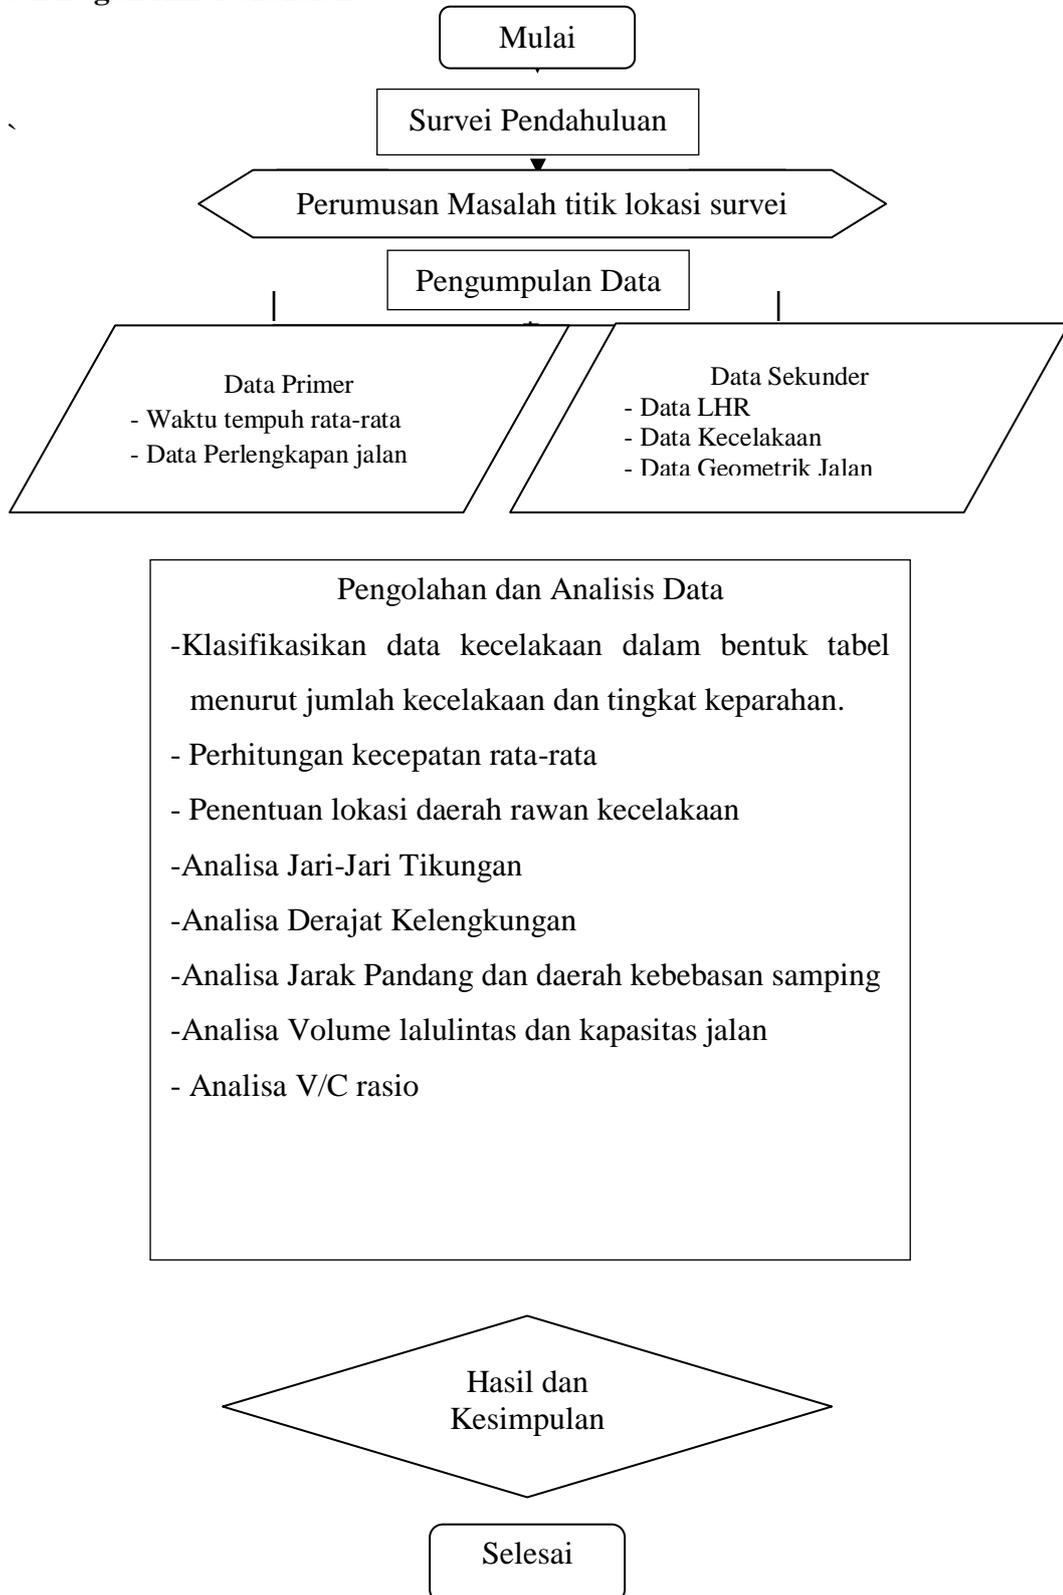 Mulai
Survei Pendahuluan
`
Perumusan Masalah titik lokasi survei
Pengumpulan Data
Data Primer
- Waktu tempuh rata-rata
- Data Perlengkapan jalan
Data Sekunder
- Data LHR
- Data Kecelakaan
- Data Geometrik Jalan
Pengolahan dan Analisis Data
-Klasifikasikan data kecelakaan dalam bentuk tabel
menurut jumlah kecelakaan dan tingkat keparahan.
- Perhitungan kecepatan rata-rata
- Penentuan lokasi daerah rawan kecelakaan
-Analisa Jari-Jari Tikungan
-Analisa Derajat Kelengkungan
-Analisa Jarak Pandang dan daerah kebebasan samping
-Analisa Volume lalulintas dan kapasitas jalan
- Analisa V/C rasio
Hasil dan
Kesimpulan
Selesai